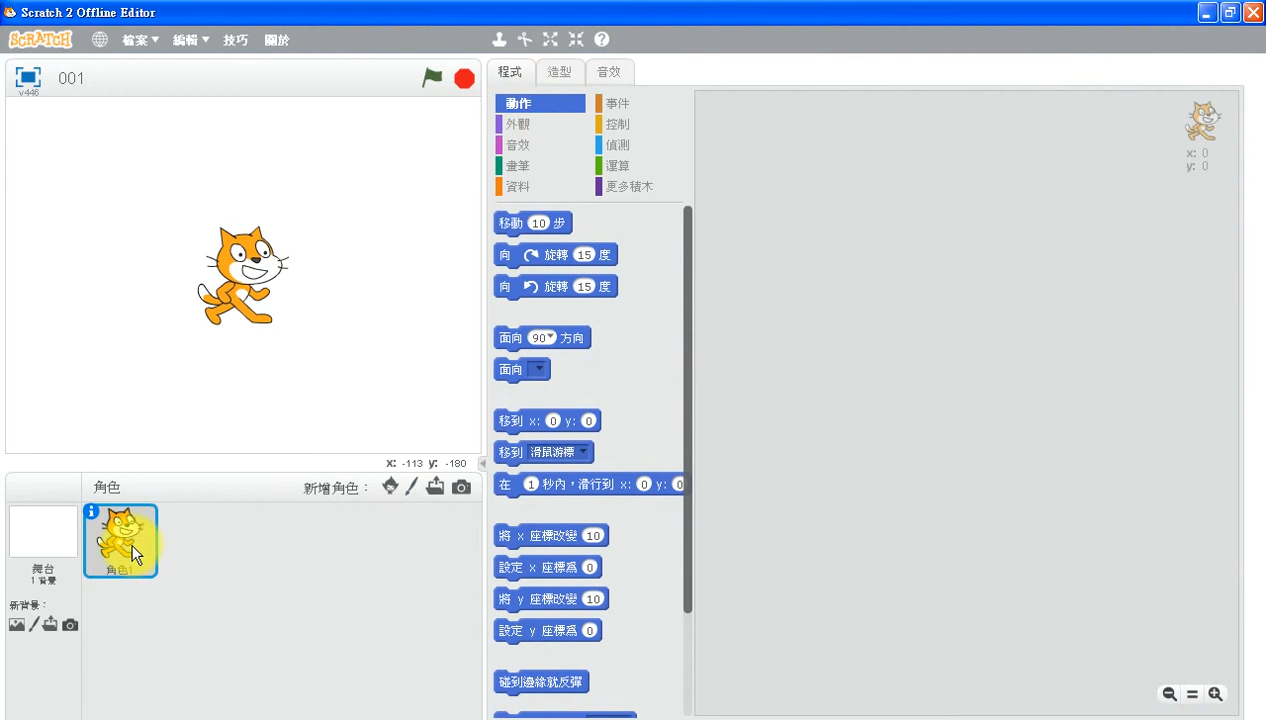 Scratch 2 Offline Editor
SCRATCH 檔案 編輯 技巧 關於
v446 001
x: -113 y: -180
角色 新增角色：
舞台
1 背景
新背景：
角色1
程式 造型 音效
動作 事件
外觀 控制
音效 偵測
畫筆 運算
資料 更多積木
移動 10 步
向 旋轉 15 度
向 旋轉 15 度
面向 90 方向
面向
移到 x: 0 y: 0
移到 滑鼠游標
在 1 秒內，滑行到 x: 0 y: 0
將 x 座標改變 10
設定 x 座標為 0
將 y 座標改變 10
設定 y 座標為 0
碰到邊緣就反彈
x: 0
y: 0